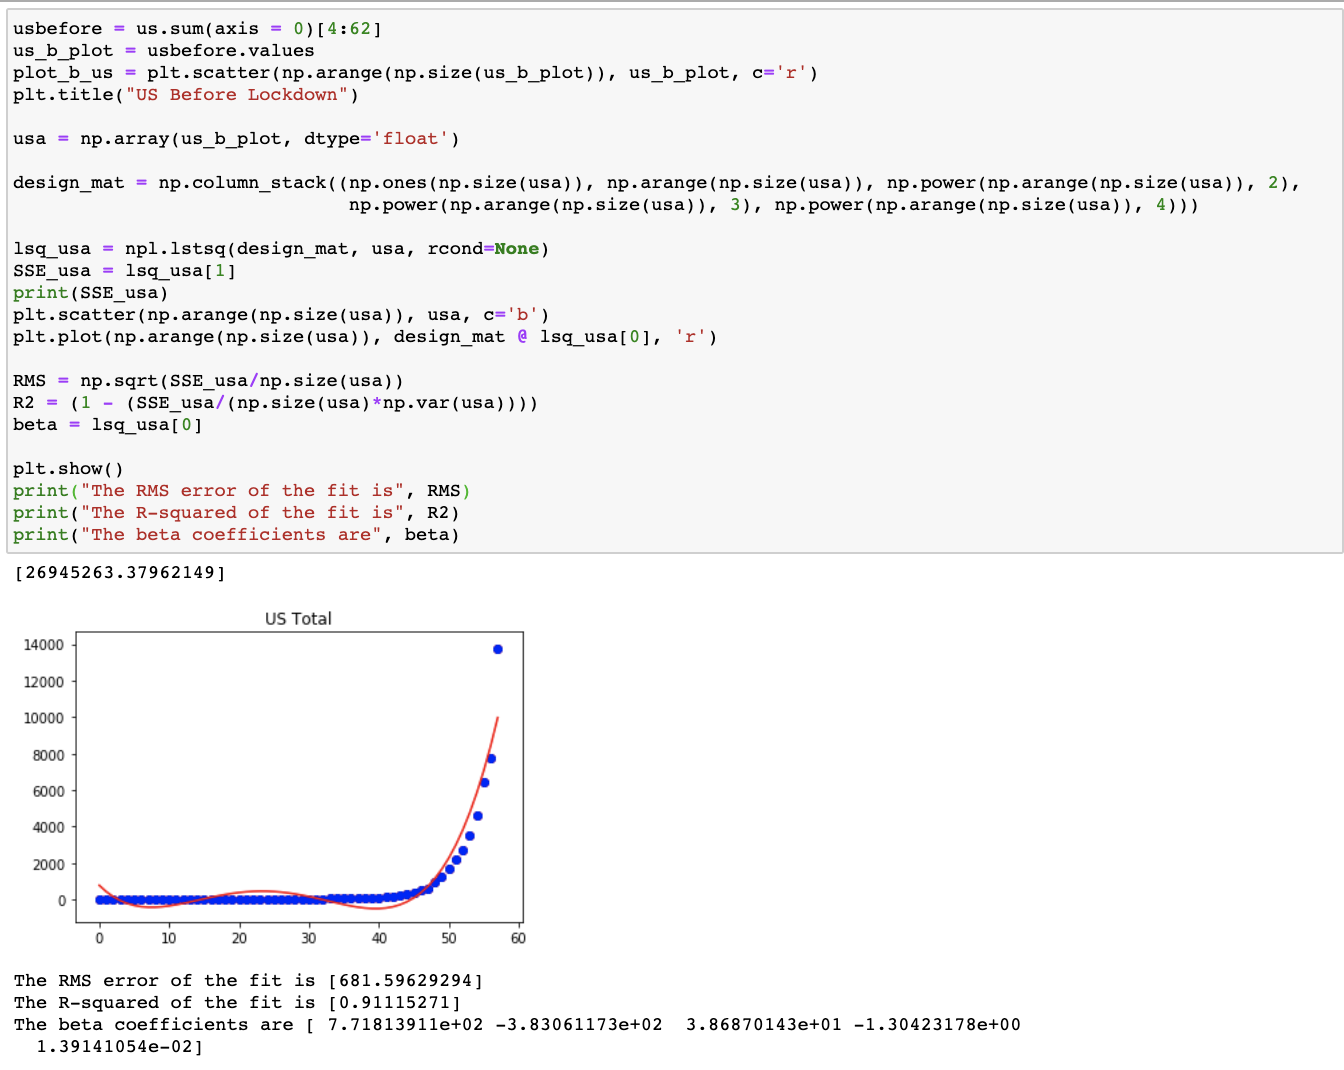 usbefore = us.sum(axis = 0)[4:62]
us_b_plot = usbefore.values
plot_b_us = plt.scatter(np.arange(np.size(us_b_plot)), us_b_plot, c='r')
plt.title("US Before Lockdown")
usa = np.array(us_b_plot, dtype='float')
design_mat = np.column_stack((np.ones(np.size(usa)), np.arange(np.size(usa)), np.power(np.arange(np.size(usa)), 2),
np.power(np.arange(np.size(usa)), 3), np.power(np.arange(np.size(usa)), 4)))
lsq_usa = npl.lstsq(design_mat, usa, rcond=None)
SSE_usa = lsq_usa[1]
print(SSE_usa)
plt.scatter(np.arange(np.size(usa)), usa, c='b')
plt.plot(np.arange(np.size(usa)), design_mat @ lsq_usa[0], 'r')
RMS = np.sqrt(SSE_usa/np.size(usa))
R2 = (1 - (SSE_usa/(np.size(usa)*np.var(usa))))
beta = lsq_usa[0]
plt.show()
print("The RMS error of the fit is", RMS)
print("The R-squared of the fit is", R2)
print("The beta coefficients are", beta)
[26945263.37962149]
US Total
14000
12000
10000
8000
6000
4000
2000
0
0 10 20 30 40 50 60
The RMS error of the fit is [681.59629294]
The R-squared of the fit is [0.91115271]
The beta coefficients are [ 7.71813911e+02 -3.83061173e+02  3.86870143e+01 -1.30423178e+00
1.39141054e-02]